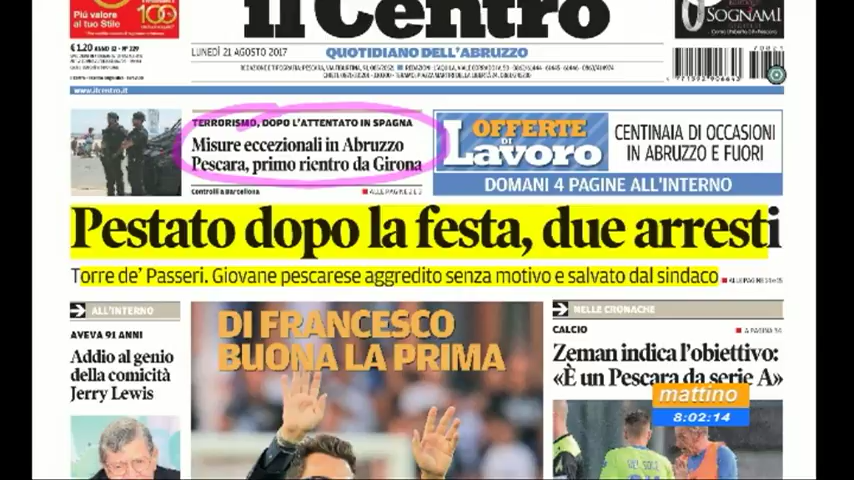 Più valore
al tuo Stile
100
il Centro
SOGNAMI
€ 1,20 ANNO 32 - N° 229
LUNEDÌ 21 AGOSTO 2017
QUOTIDIANO DELL'ABRUZZO
www.ilcentro.it
TERRORISMO, DOPO L'ATTENTATO IN SPAGNA
Misure eccezionali in Abruzzo
Pescara, primo rientro da Girona
Controlli a Barcellona
ALLE PAGINE 2 E 3
OFFERTE
DI
Lavoro
CENTINAIA DI OCCASIONI
IN ABRUZZO E FUORI
DOMANI 4 PAGINE ALL'INTERNO
Pestato dopo la festa, due arresti
Torre de' Passeri. Giovane pescarese aggredito senza motivo e salvato dal sindaco
ALL'INTERNO
AVEVA 91 ANNI
Addio al genio
della comicità
Jerry Lewis
DI FRANCESCO
BUONA LA PRIMA
NELLE CRONACHE
CALCIO
Zeman indica l'obiettivo:
«È un Pescara da serie A»
mattino
8:02:14